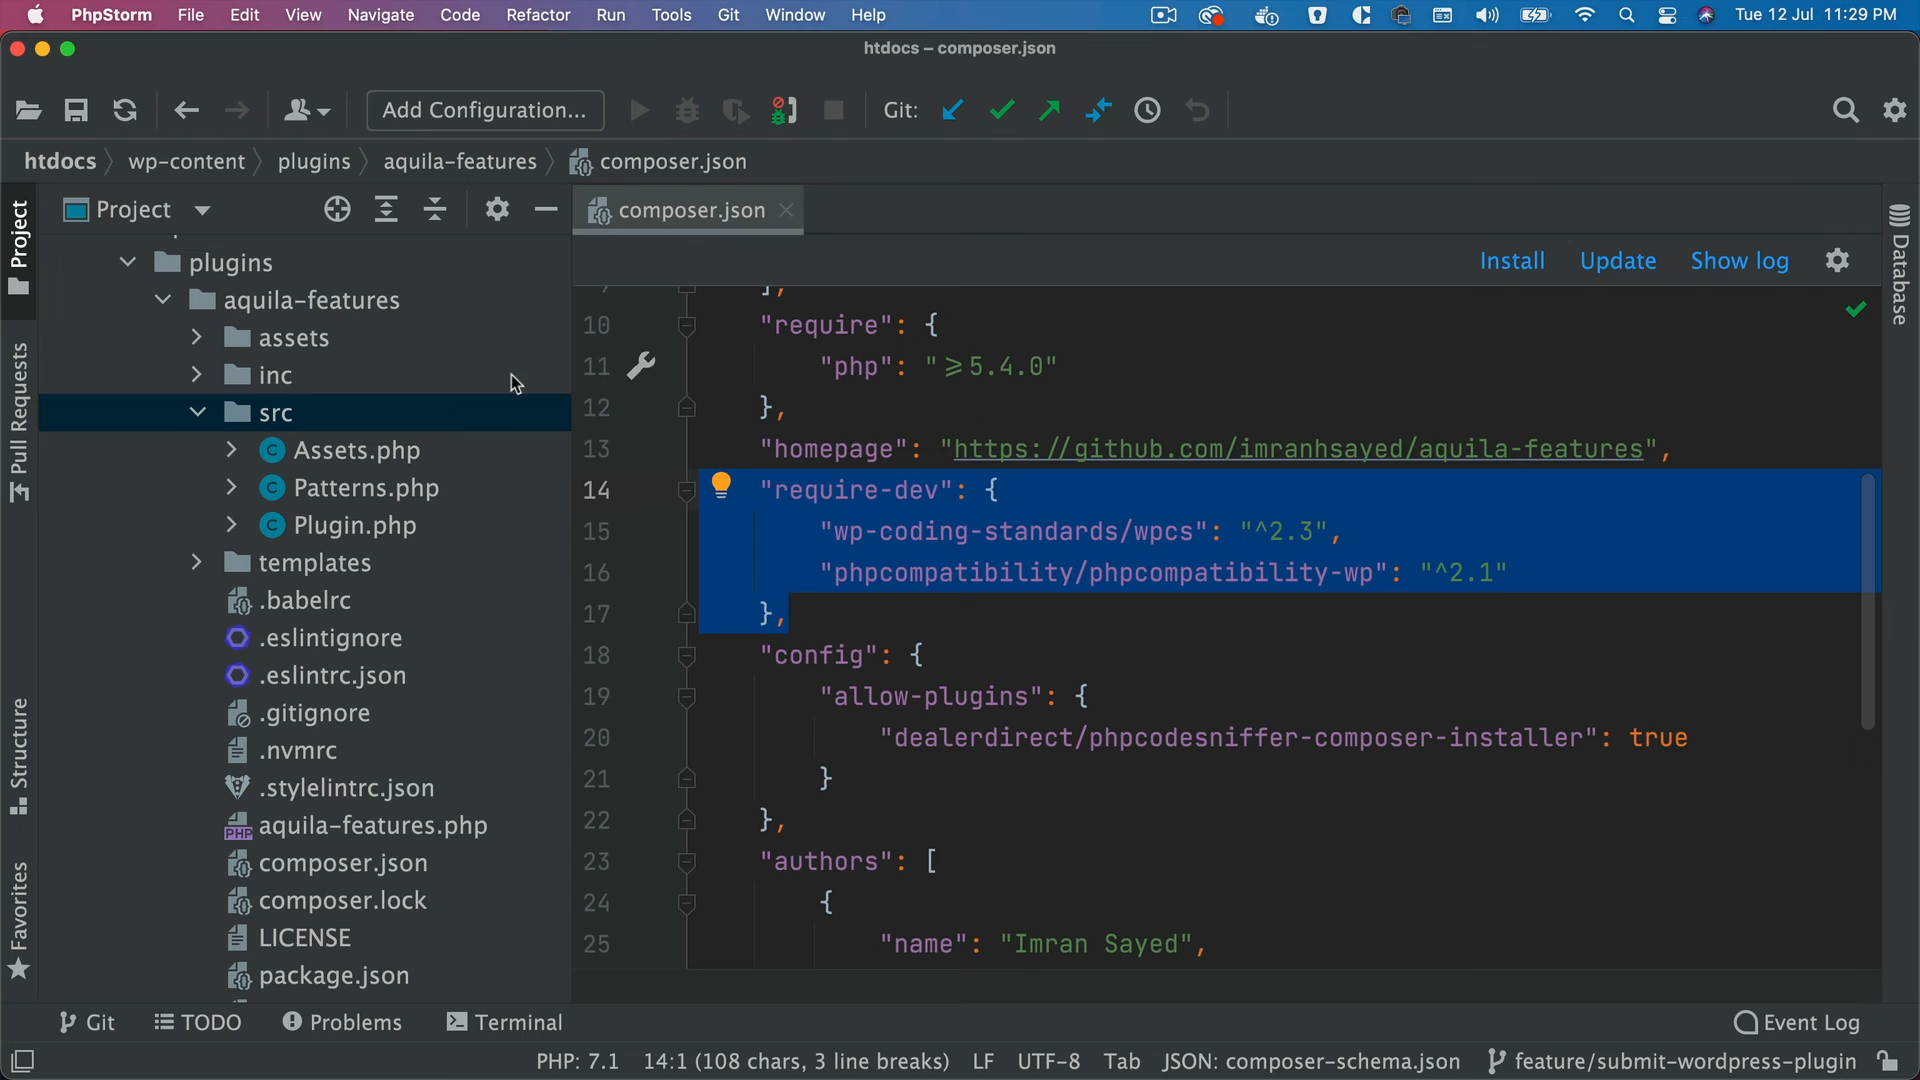 PhpStorm File Edit View Navigate Code Refactor Run Tools Git Window Help Tue 12 Jul 11:29 PM
htdocs – composer.json
Add Configuration... Git:
htdocs wp-content plugins aquila-features composer.json
Project
Pull Requests
Structure
Favorites
Project
plugins
aquila-features
assets
inc
src
Assets.php
Patterns.php
Plugin.php
templates
.babelrc
.eslintignore
.eslintrc.json
.gitignore
.nvmrc
.stylelintrc.json
aquila-features.php
composer.json
composer.lock
LICENSE
package.json
composer.json
Install Update Show log
Database
10 "require": {
11 "php": "≥5.4.0"
12 },
13 "homepage": "https://github.com/imranhsayed/aquila-features",
14 "require-dev": {
15 "wp-coding-standards/wpcs": "^2.3",
16 "phpcompatibility/phpcompatibility-wp": "^2.1"
17 },
18 "config": {
19 "allow-plugins": {
20 "dealerdirect/phpcodesniffer-composer-installer": true
21 }
22 },
23 "authors": [
24 {
25 "name": "Imran Sayed",
Git TODO Problems Terminal Event Log
PHP: 7.1 14:1 (108 chars, 3 line breaks) LF UTF-8 Tab JSON: composer-schema.json feature/submit-wordpress-plugin